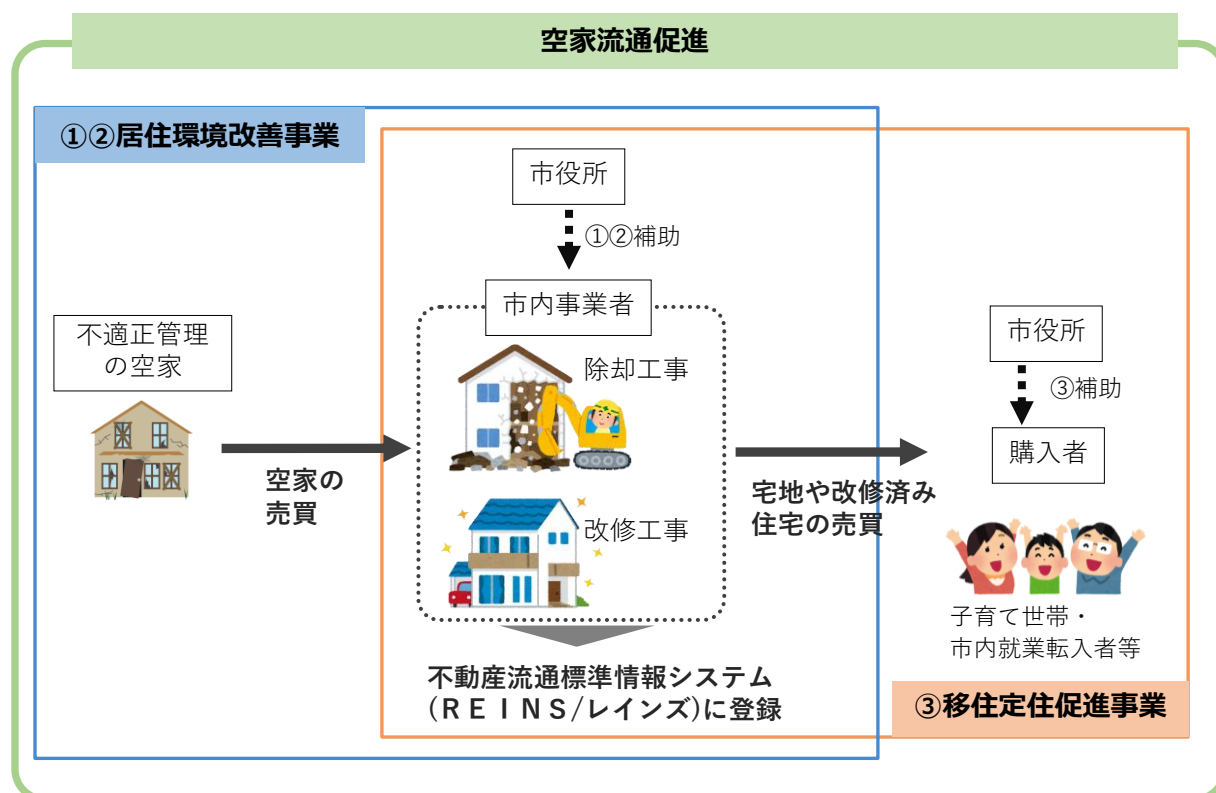 空家流通促進
①②居住環境改善事業
市役所
①②補助
市内事業者
不適正管理
の空家
除却工事
空家の
売買
改修工事
宅地や改修済み
住宅の売買
市役所
③補助
購入者
子育て世帯・
市内就業転入者等
不動産流通標準情報システム
(ＲＥＩＮＳ/レインズ)に登録
③移住定住促進事業